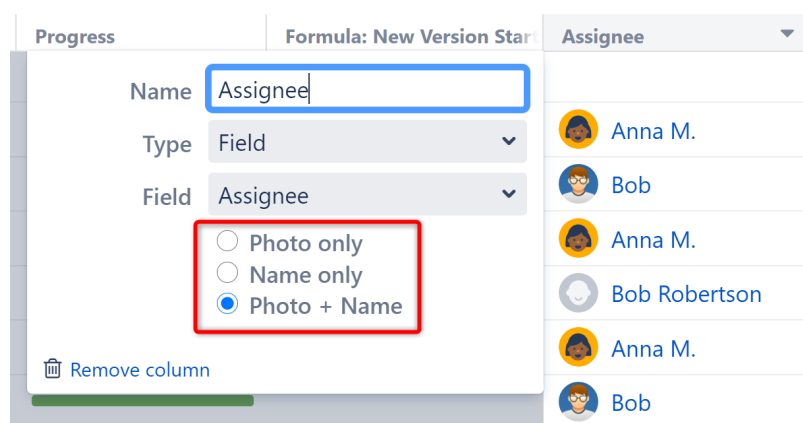 Progress
Formula: New Version Start
Assignee
Name
Assignee
Type
Field
Field
Assignee
Photo only
Name only
Photo + Name
Remove column
Anna M.
Bob
Anna M.
Bob Robertson
Anna M.
Bob